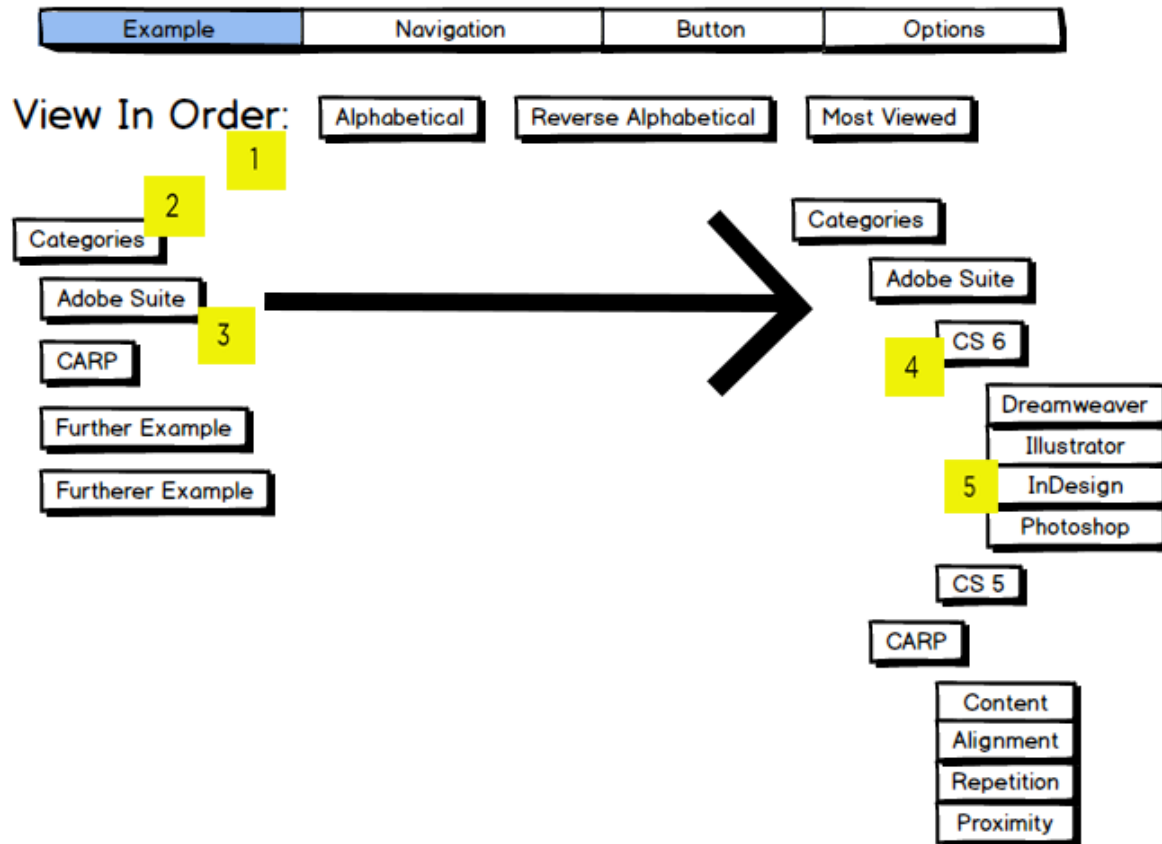 Example Navigation Button Options
View In Order: Alphabetical Reverse Alphabetical Most Viewed
1
2
Categories
Adobe Suite
3
CARP
Further Example
Furtherer Example
Categories
Adobe Suite
CS 6
4
Dreamweaver
Illustrator
5
InDesign
Photoshop
CS 5
CARP
Content
Alignment
Repetition
Proximity